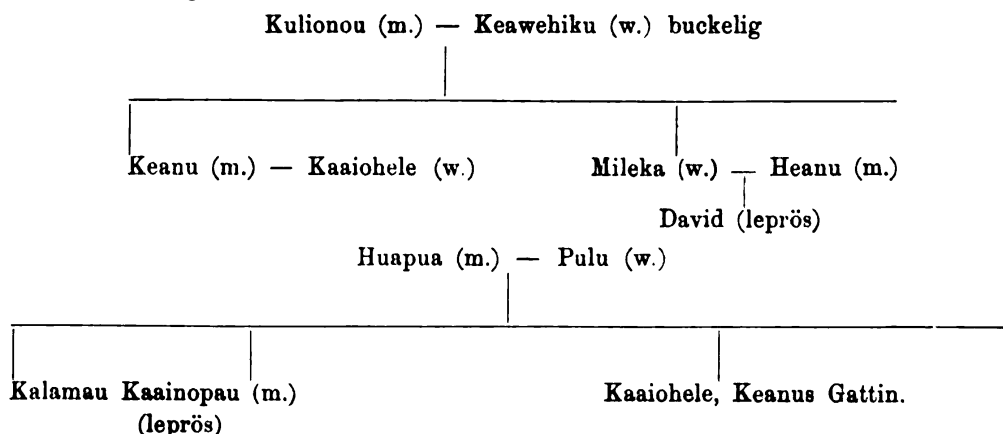 Kulionou (m.) — Keawehiku (w.) buckelig
Keanu (m.) — Kaaiohele (w.) Mileka (w.) — Heanu (m.)
David (leprös)
Huapua (m.) — Pulu (w.)
Kalamau Kaainopau (m.) Kaaiohele, Keanus Gattin.
(leprös)